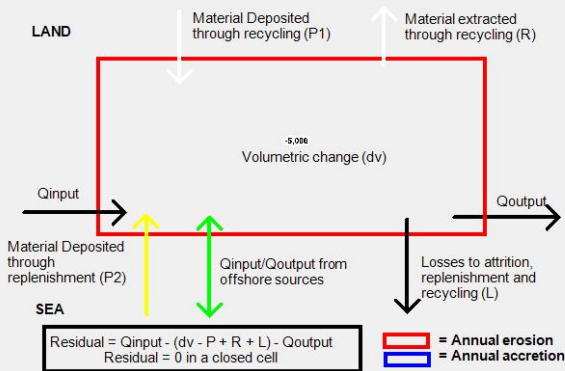 LAND
Material Deposited
through recycling (P1)
Material extracted
through recycling (R)
-5,006
Volumetric change (dv)
Qinput
Qoutput
Material Deposited
through
replenishment (P2)
Qinput/Qoutput from
offshore sources
Losses to attrition,
replenishment and
recycling (L)
SEA
Residual = Qinput - (dv - P + R + L) - Qoutput
Residual = 0 in a closed cell
= Annual erosion
= Annual accretion